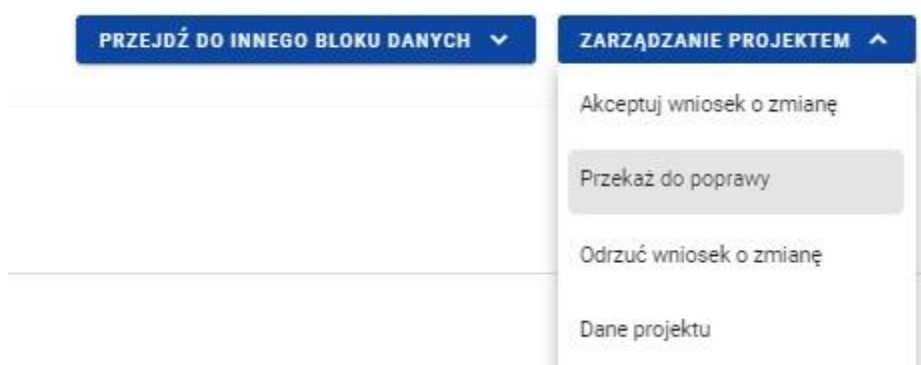 PRZEJDŹ DO INNEGO BLOKU DANYCH
ZARZĄDZANIE PROJEKTEM
Akceptuj wniosek o zmianę
Przekaż do poprawy
Odrzuć wniosek o zmianę
Dane projektu